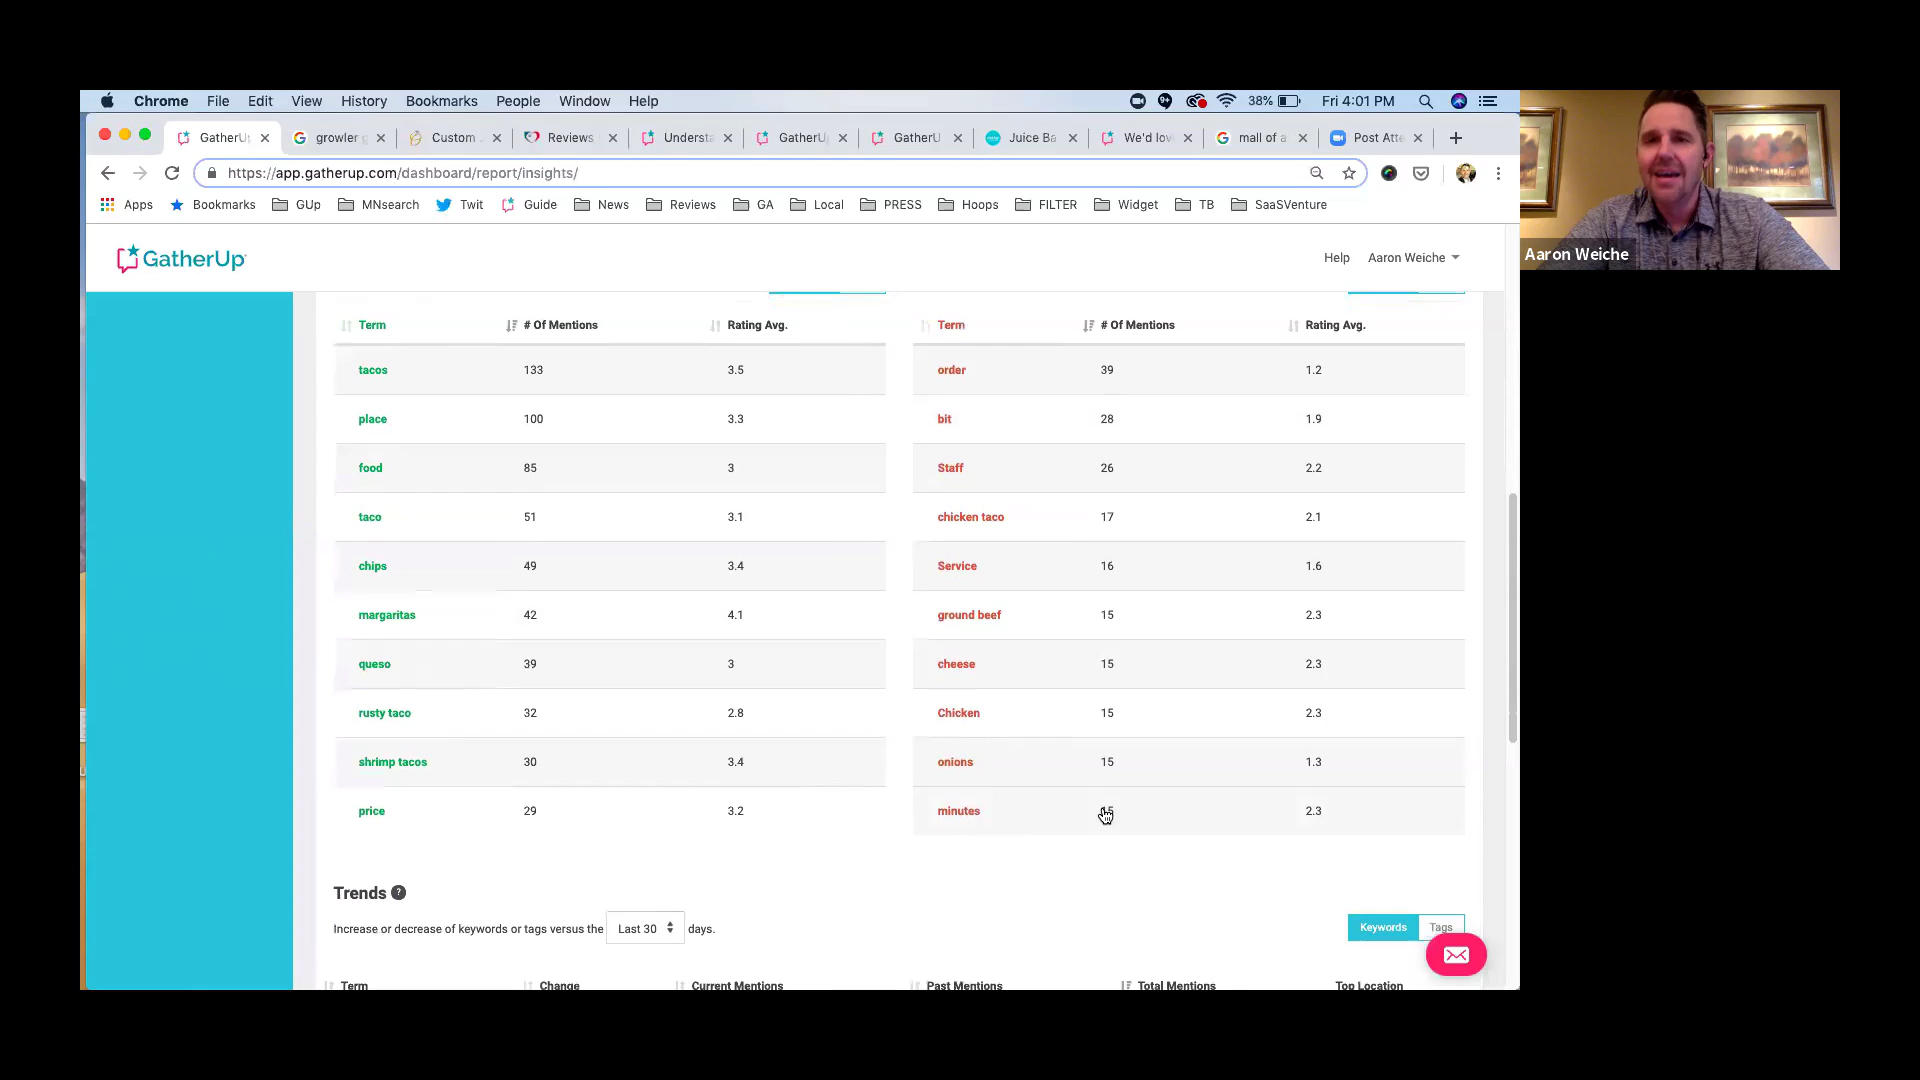 Chrome File Edit View History Bookmarks People Window Help 9+ 38% Fri 4:01 PM
GatherU growler g Custom Reviews Understa GatherU GatherU Juice Ba We'd lov mall of a Post Atte
https://app.gatherup.com/dashboard/report/insights/
Apps Bookmarks GUp MNsearch Twit Guide News Reviews GA Local PRESS Hoops FILTER Widget TB SaaSVenture
GatherUp Help Aaron Weiche
Aaron Weiche
Term # Of Mentions Rating Avg. Term # Of Mentions Rating Avg.
tacos 133 3.5 order 39 1.2
place 100 3.3 bit 28 1.9
food 85 3 Staff 26 2.2
taco 51 3.1 chicken taco 17 2.1
chips 49 3.4 Service 16 1.6
margaritas 42 4.1 ground beef 15 2.3
queso 39 3 cheese 15 2.3
rusty taco 32 2.8 Chicken 15 2.3
shrimp tacos 30 3.4 onions 15 1.3
price 29 3.2 minutes 15 2.3
Trends ?
Increase or decrease of keywords or tags versus the Last 30 days. Keywords Tags
Term Change Current Mentions Past Mentions Total Mentions Top Location